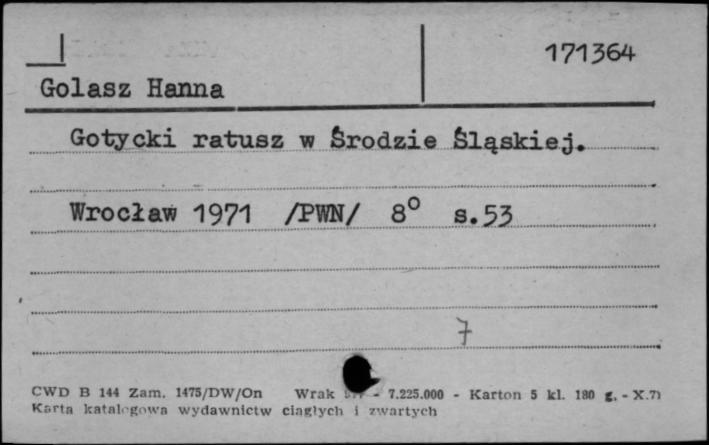 171364
Golasz Hanna
Gotycki ratusz w Środzie Śląskiej.
Wrocław 1971 /PWN/ 8° s.53
7
CWD B 144 Zam. 1475/DW/On Wrak - 7.225.000 - Karton 5 kl. 180 g. - X.71
Karta katalogowa wydawnictw ciągłych i zwartych